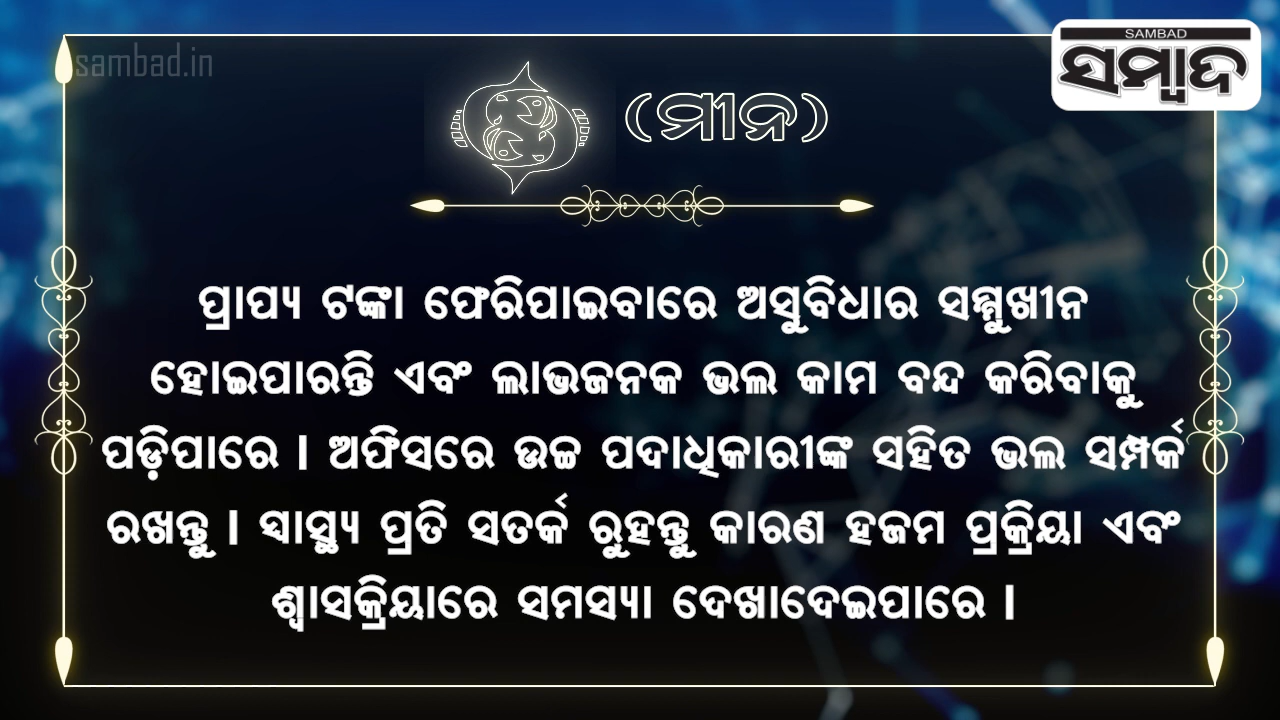 sambad.in
SAMBAD
ସମ୍ବାଦ
(ମୀନ)
ପ୍ରାପ୍ୟ ଟଙ୍କା ଫେରିପାଇବାରେ ଅସୁବିଧାର ସମ୍ମୁଖୀନ
ହୋଇପାରନ୍ତି ଏବଂ ଲାଭଜନକ ଭଲ କାମ ବନ୍ଦ କରିବାକୁ
ପଡ଼ିପାରେ । ଅଫିସରେ ଉଚ୍ଚ ପଦାଧିକାରୀଙ୍କ ସହିତ ଭଲ ସମ୍ପର୍କ
ରଖନ୍ତୁ । ସ୍ୱାସ୍ଥ୍ୟ ପ୍ରତି ସତର୍କ ରୁହନ୍ତୁ କାରଣ ହଜମ ପ୍ରକ୍ରିୟା ଏବଂ
ଶ୍ୱାସକ୍ରିୟାରେ ସମସ୍ୟା ଦେଖାଦେଇପାରେ ।